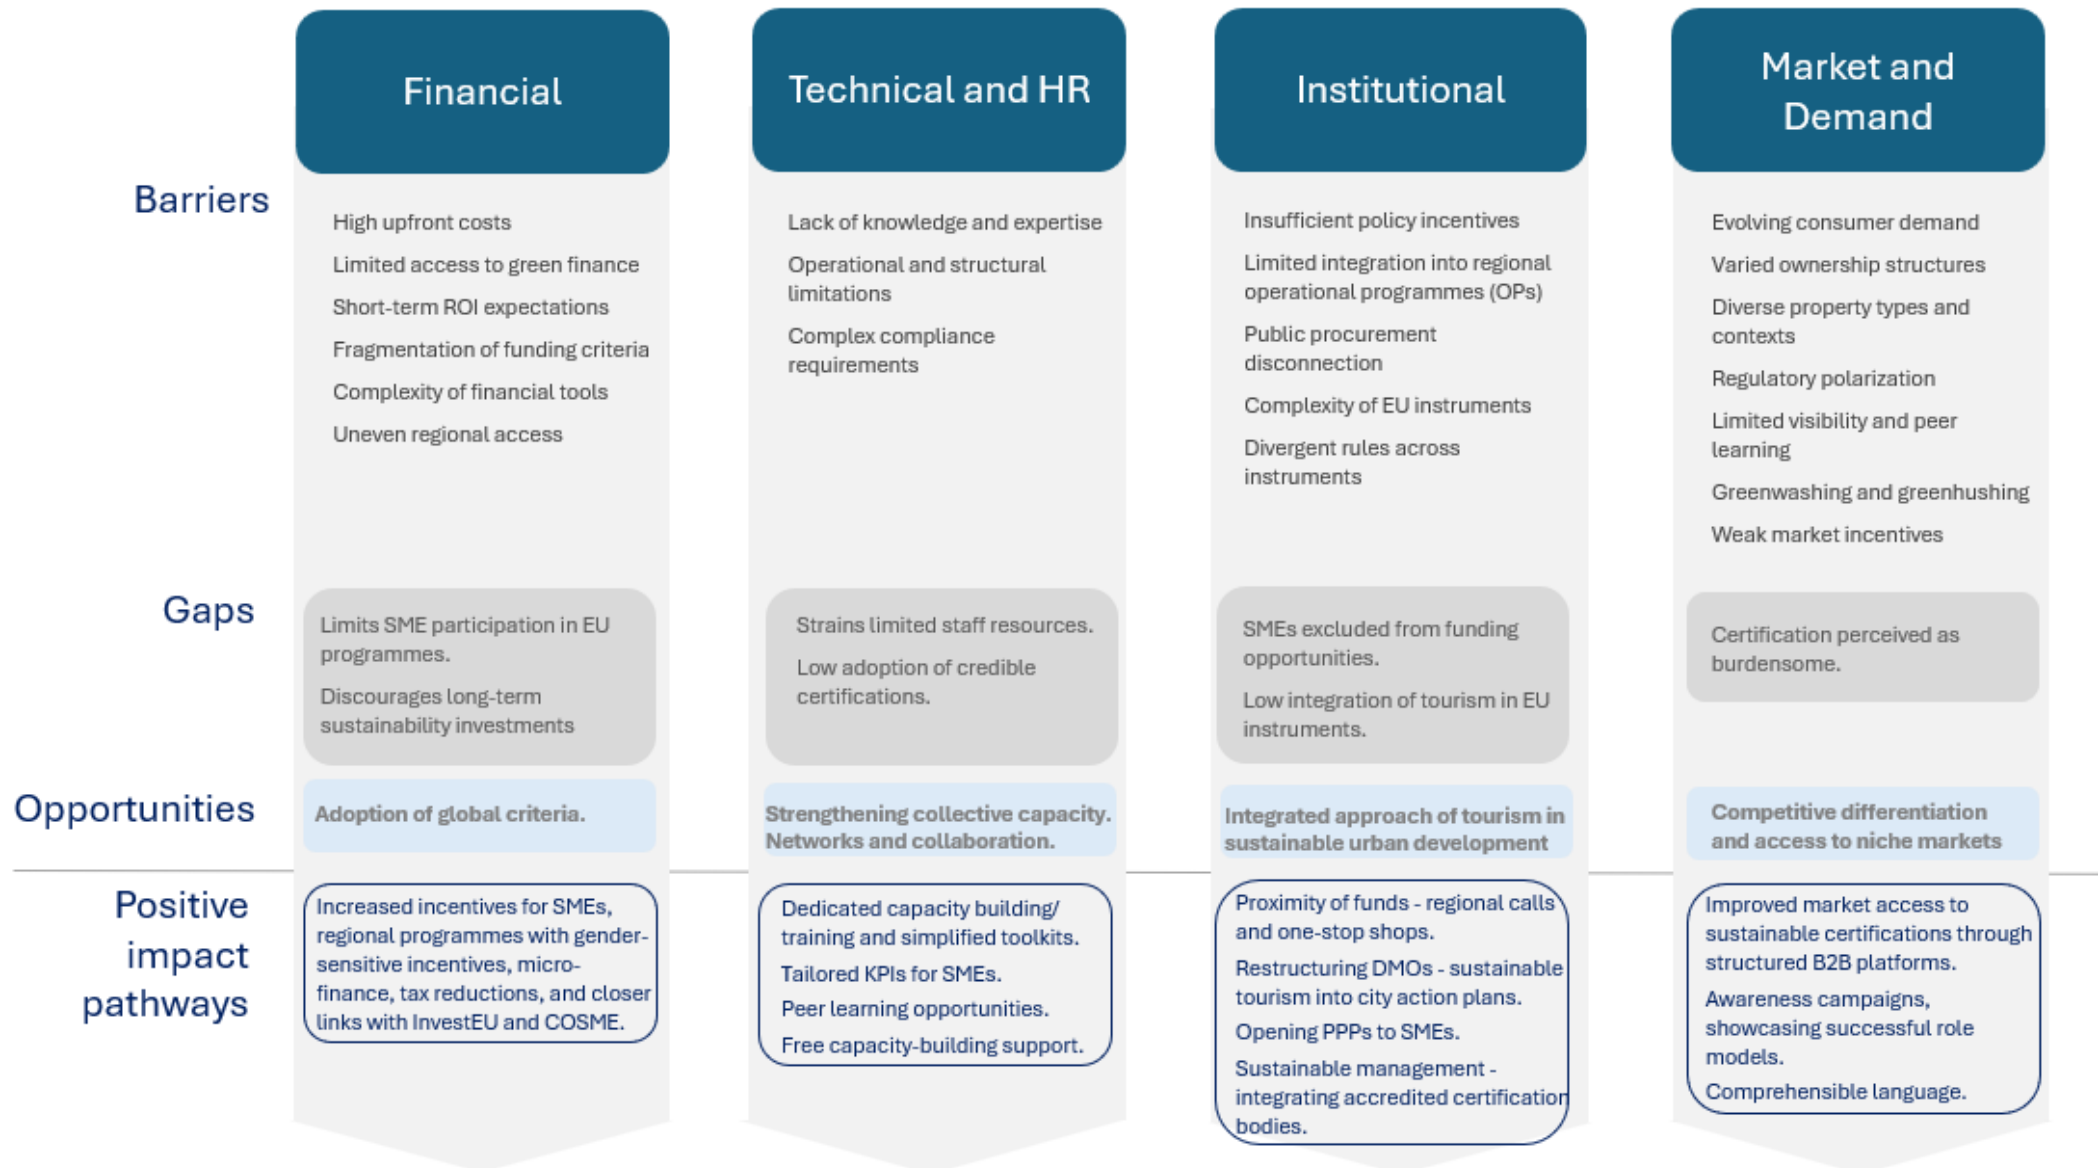 Financial
Technical and HR
Institutional
Market and
Demand
Barriers
High upfront costs
Limited access to green finance
Short-term ROI expectations
Fragmentation of funding criteria
Complexity of financial tools
Uneven regional access
Lack of knowledge and expertise
Operational and structural
limitations
Complex compliance
requirements
Insufficient policy incentives
Limited integration into regional
operational programmes (OPs)
Public procurement
disconnection
Complexity of EU instruments
Divergent rules across
instruments
Evolving consumer demand
Varied ownership structures
Diverse property types and
contexts
Regulatory polarization
Limited visibility and peer
learning
Greenwashing and greenhushing
Weak market incentives
Gaps
Limits SME participation in EU
programmes.
Discourages long-term
sustainability investments
Strains limited staff resources.
Low adoption of credible
certifications.
SMEs excluded from funding
opportunities.
Low integration of tourism in EU
instruments.
Certification perceived as
burdensome.
Opportunities
Adoption of global criteria.
Strengthening collective capacity.
Networks and collaboration.
Integrated approach of tourism in
sustainable urban development
Competitive differentiation
and access to niche markets
Positive
impact
pathways
Increased incentives for SMEs,
regional programmes with gender-
sensitive incentives, micro-
finance, tax reductions, and closer
links with InvestEU and COSME.
Dedicated capacity building/
training and simplified toolkits.
Tailored KPIs for SMEs.
Peer learning opportunities.
Free capacity-building support.
Proximity of funds - regional calls
and one-stop shops.
Restructuring DMOs - sustainable
tourism into city action plans.
Opening PPPs to SMEs.
Sustainable management -
integrating accredited certification
bodies.
Improved market access to
sustainable certifications through
structured B2B platforms.
Awareness campaigns,
showcasing successful role
models.
Comprehensible language.